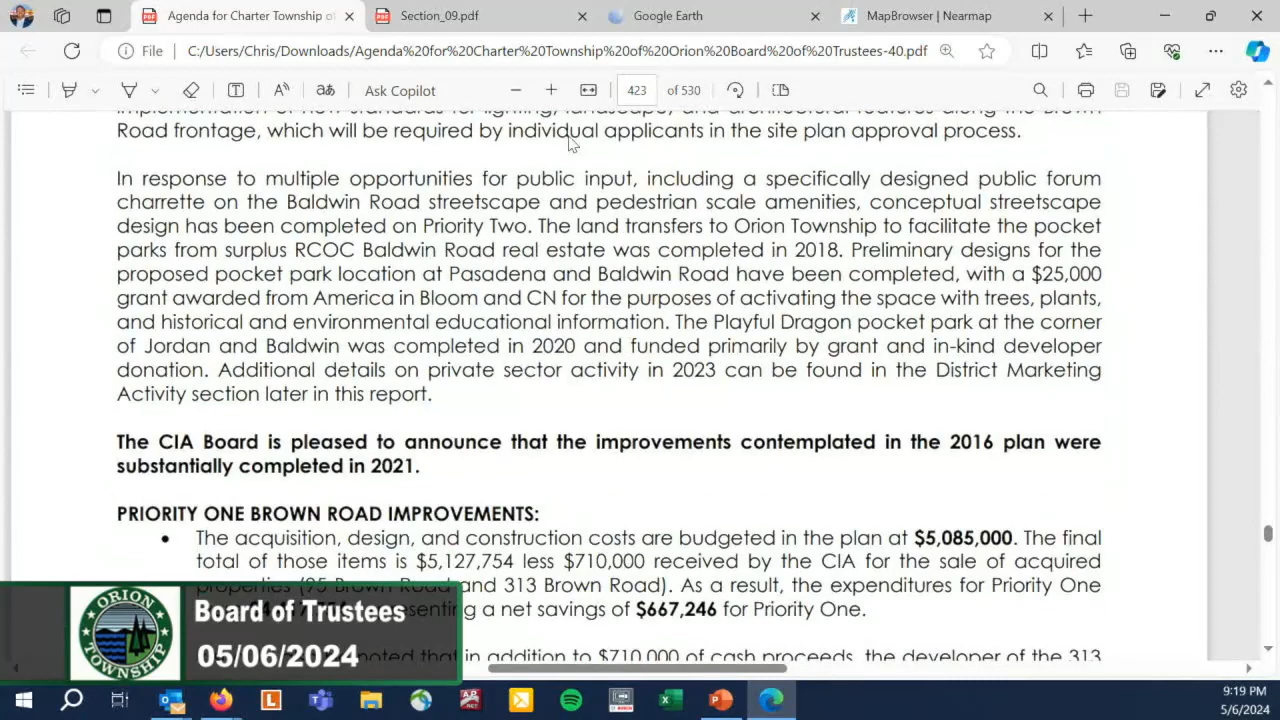 Agenda for Charter Township of
Section_09.pdf
Google Earth
MapBrowser | Nearmap
File
C:/Users/Chris/Downloads/Agenda%20for%20Charter%20Township%20of%20Orion%20Board%20of%20Trustees-40.pdf
Ask Copilot
423 of 530
Road frontage, which will be required by individual applicants in the site plan approval process.
In response to multiple opportunities for public input, including a specifically designed public forum
charrette on the Baldwin Road streetscape and pedestrian scale amenities, conceptual streetscape
design has been completed on Priority Two. The land transfers to Orion Township to facilitate the pocket
parks from surplus RCOC Baldwin Road real estate was completed in 2018. Preliminary designs for the
proposed pocket park location at Pasadena and Baldwin Road have been completed, with a $25,000
grant awarded from America in Bloom and CN for the purposes of activating the space with trees, plants,
and historical and environmental educational information. The Playful Dragon pocket park at the corner
of Jordan and Baldwin was completed in 2020 and funded primarily by grant and in-kind developer
donation. Additional details on private sector activity in 2023 can be found in the District Marketing
Activity section later in this report.
The CIA Board is pleased to announce that the improvements contemplated in the 2016 plan were
substantially completed in 2021.
PRIORITY ONE BROWN ROAD IMPROVEMENTS:
• The acquisition, design, and construction costs are budgeted in the plan at $5,085,000. The final
total of those items is $5,127,754 less $710,000 received by the CIA for the sale of acquired
and 313 Brown Road). As a result, the expenditures for Priority One
a net savings of $667,246 for Priority One.
that in addition to $710,000 of cash proceeds, the developer of the 313
ORION
TOWNSHIP
Board of Trustees
05/06/2024
9:19 PM
5/6/2024